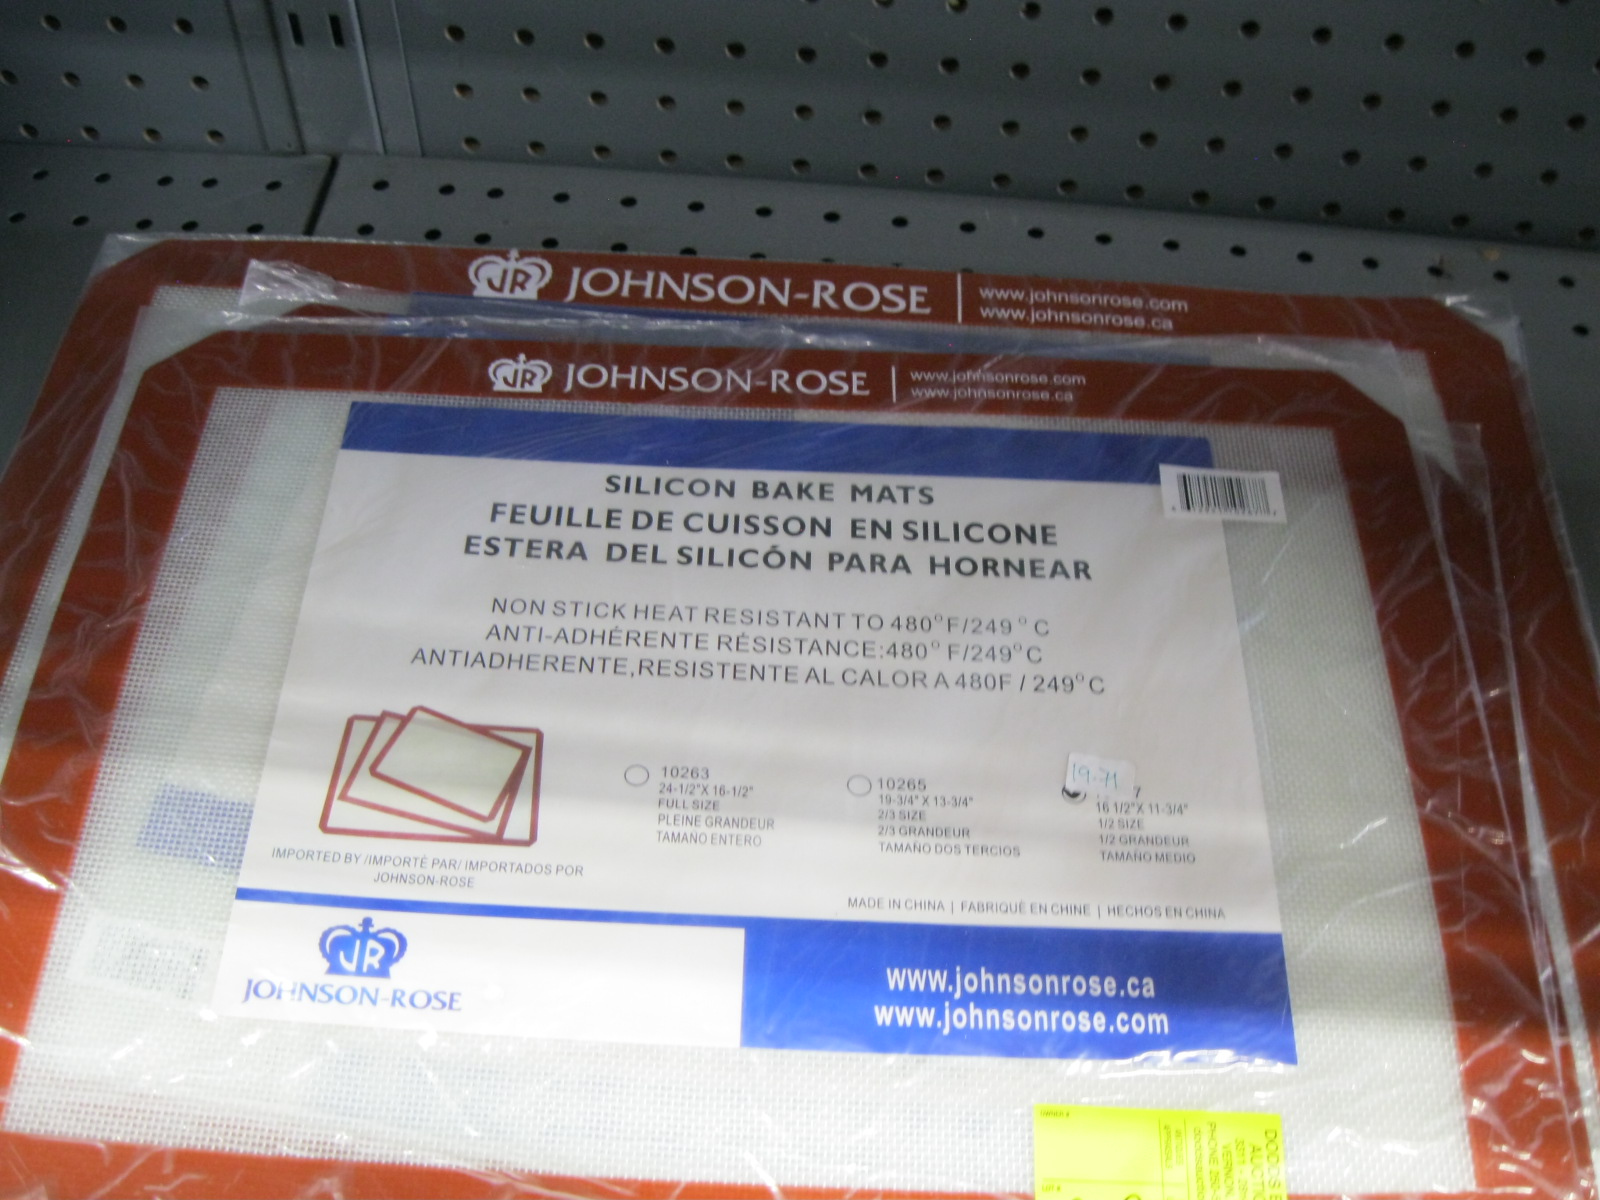 JR JOHNSON-ROSE www.johnsonrose.com
www.johnsonrose.ca
JR JOHNSON-ROSE www.johnsonrose.com
www.johnsonrose.ca
SILICON BAKE MATS
FEUILLE DE CUISSON EN SILICONE
ESTERA DEL SILICÓN PARA HORNEAR
NON STICK HEAT RESISTANT TO 480°F/249°C
ANTI-ADHÉRENTE RÉSISTANCE:480°F/249°C
ANTIADHERENTE,RESISTENTE AL CALOR A 480F / 249°C
10263
24-1/2"X 16-1/2"
FULL SIZE
PLEINE GRANDEUR
TAMAÑO ENTERO
10265
19-3/4" X 13-3/4"
2/3 SIZE
2/3 GRANDEUR
TAMAÑO DOS TERCIOS
19-71
7
16 1/2"X 11-3/4"
1/2 SIZE
1/2 GRANDEUR
TAMAÑO MEDIO
IMPORTED BY /IMPORTÉ PAR/ IMPORTADOS POR
JOHNSON-ROSE
MADE IN CHINA | FABRIQUÉ EN CHINE | HECHOS EN CHINA
JR
JOHNSON-ROSE
www.johnsonrose.ca
www.johnsonrose.com
VERNON